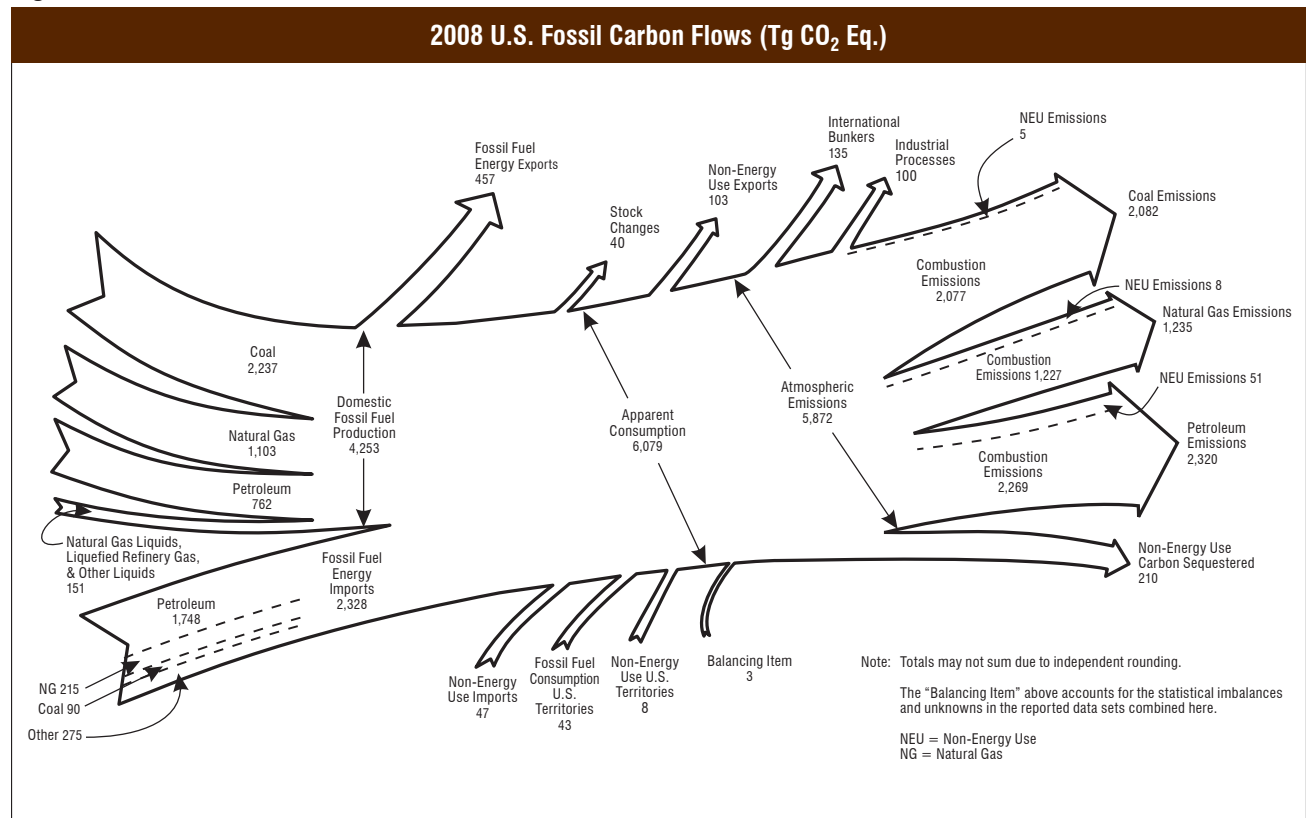 2008 U.S. Fossil Carbon Flows (Tg CO₂ Eq.)
Fossil Fuel
Energy Exports
457
Stock
Changes
40
Non-Energy
Use Exports
103
International
Bunkers
135
Industrial
Processes
100
NEU Emissions
5
Coal Emissions
2,082
Combustion
Emissions
2,077
NEU Emissions 8
Natural Gas Emissions
1,235
Combustion
Emissions 1,227
NEU Emissions 51
Petroleum
Emissions
2,320
Combustion
Emissions
2,269
Non-Energy Use
Carbon Sequestered
210
Coal
2,237
Natural Gas
1,103
Petroleum
762
Natural Gas Liquids,
Liquefied Refinery Gas,
& Other Liquids
151
Domestic
Fossil Fuel
Production
4,253
Apparent
Consumption
6,079
Atmospheric
Emissions
5,872
Fossil Fuel
Energy
Imports
2,328
Petroleum
1,748
NG 215
Coal 90
Other 275
Non-Energy
Use Imports
47
Fossil Fuel
Consumption
U.S.
Territories
43
Non-Energy
Use U.S.
Territories
8
Balancing Item
3
Note: Totals may not sum due to independent rounding.
The “Balancing Item” above accounts for the statistical imbalances
and unknowns in the reported data sets combined here.
NEU = Non-Energy Use
NG = Natural Gas